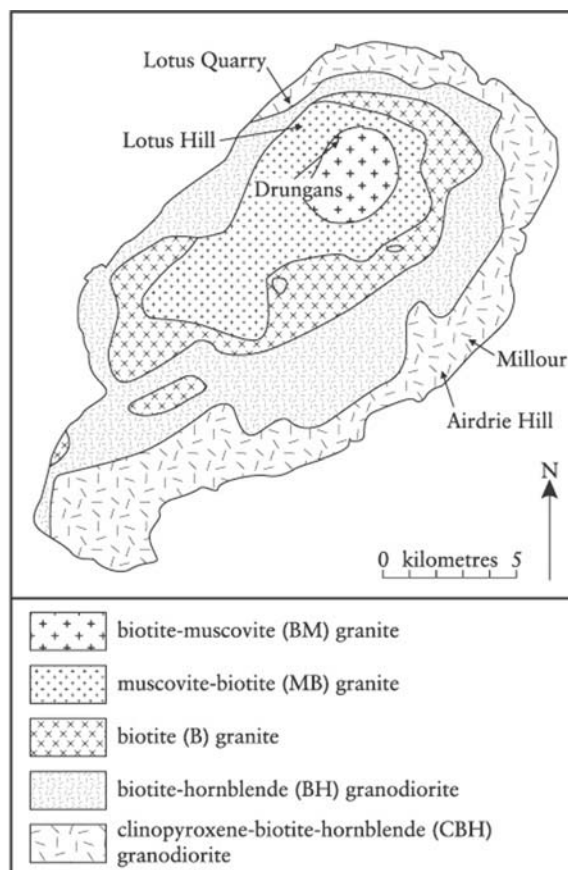 Lotus Quarry
Lotus Hill
Drungans
Millour
Airdrie Hill
N
0 kilometres 5
biotite-muscovite (BM) granite
muscovite-biotite (MB) granite
biotite (B) granite
biotite-hornblende (BH) granodiorite
clinopyroxene-biotite-hornblende (CBH)
granodiorite